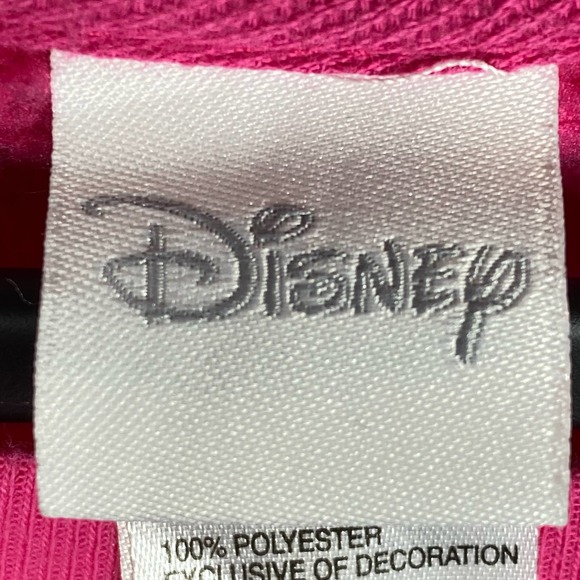 Disney
100% POLYESTER
EXCLUSIVE OF DECORATION